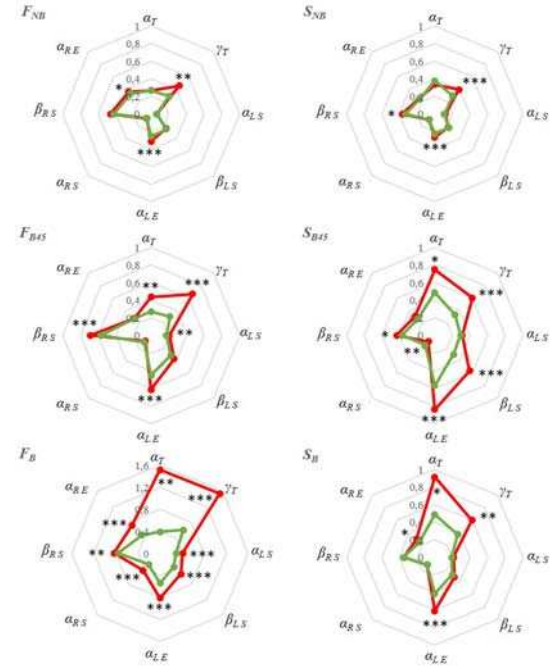 F_NB
α_T
1
0,8
0,6
0,4
0,2
0
γ_T
α_LS
β_LS
α_LE
α_RS
β_RS
α_RE
*
**
***
S_NB
α_T
1
0,8
0,6
0,4
0,2
0
γ_T
α_LS
β_LS
α_LE
α_RS
β_RS
α_RE
***
*
***
F_B45
α_T
1
0,8
0,6
0,4
0,2
0
γ_T
α_LS
β_LS
α_LE
α_RS
β_RS
α_RE
**
***
***
**
***
S_B45
α_T
1
0,8
0,6
0,4
0,2
0
γ_T
α_LS
β_LS
α_LE
α_RS
β_RS
α_RE
*
***
*
**
***
***
F_B
α_T
1,6
1,2
0,8
0,4
0
γ_T
α_LS
β_LS
α_LE
α_RS
β_RS
α_RE
**
***
***
**
***
***
***
***
S_B
α_T
1
0,8
0,6
0,4
0,2
0
γ_T
α_LS
β_LS
α_LE
α_RS
β_RS
α_RE
*
**
*
***